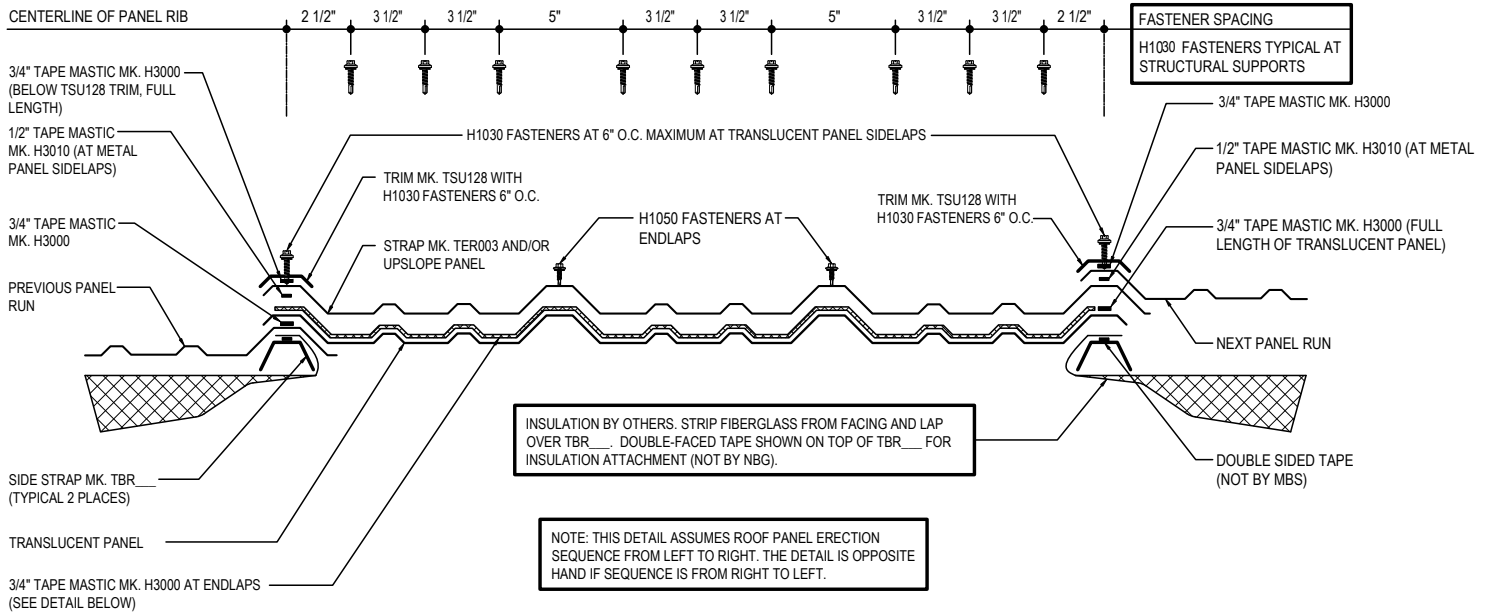 CENTERLINE OF PANEL RIB
2 1/2"
3 1/2"
3 1/2"
5"
3 1/2"
3 1/2"
5"
3 1/2"
3 1/2"
2 1/2"
FASTENER SPACING
H1030 FASTENERS TYPICAL AT
STRUCTURAL SUPPORTS
3/4" TAPE MASTIC MK. H3000
(BELOW TSU128 TRIM, FULL
LENGTH)
1/2" TAPE MASTIC
MK. H3010 (AT METAL
PANEL SIDELAPS)
3/4" TAPE MASTIC
MK. H3000
PREVIOUS PANEL
RUN
H1030 FASTENERS AT 6" O.C. MAXIMUM AT TRANSLUCENT PANEL SIDELAPS
TRIM MK. TSU128 WITH
H1030 FASTENERS 6" O.C.
STRAP MK. TER003 AND/OR
UPSLOPE PANEL
H1050 FASTENERS AT
ENDLAPS
TRIM MK. TSU128 WITH
H1030 FASTENERS 6" O.C.
3/4" TAPE MASTIC MK. H3000
1/2" TAPE MASTIC MK. H3010 (AT METAL
PANEL SIDELAPS)
3/4" TAPE MASTIC MK. H3000 (FULL
LENGTH OF TRANSLUCENT PANEL)
NEXT PANEL RUN
INSULATION BY OTHERS. STRIP FIBERGLASS FROM FACING AND LAP
OVER TBR___. DOUBLE-FACED TAPE SHOWN ON TOP OF TBR___ FOR
INSULATION ATTACHMENT (NOT BY NBG).
DOUBLE SIDED TAPE
(NOT BY MBS)
SIDE STRAP MK. TBR___
(TYPICAL 2 PLACES)
TRANSLUCENT PANEL
3/4" TAPE MASTIC MK. H3000 AT ENDLAPS
(SEE DETAIL BELOW)
NOTE: THIS DETAIL ASSUMES ROOF PANEL ERECTION
SEQUENCE FROM LEFT TO RIGHT. THE DETAIL IS OPPOSITE
HAND IF SEQUENCE IS FROM RIGHT TO LEFT.